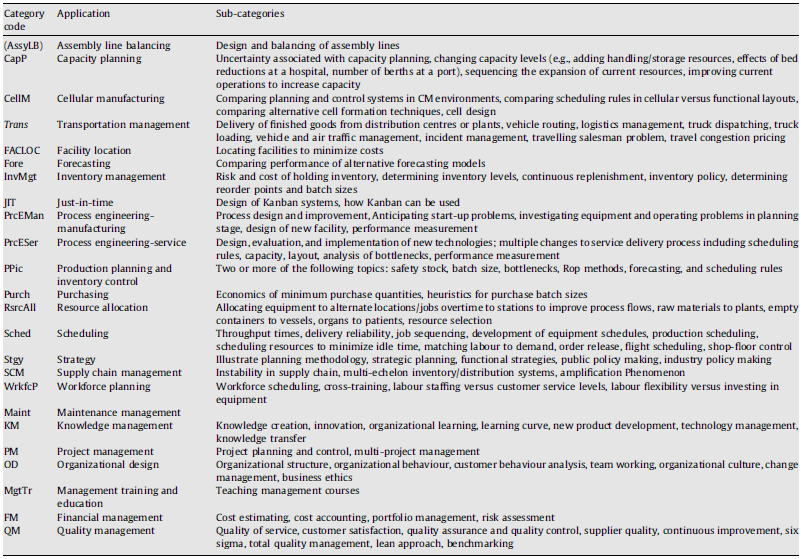 Category Application Sub-categories
code
(AssyLB) Assembly line balancing Design and balancing of assembly lines
CapP Capacity planning Uncertainty associated with capacity planning, changing capacity levels (e.g., adding handling/storage resources, effects of bed
reductions at a hospital, number of berths at a port), sequencing the expansion of current resources, improving current
operations to increase capacity
CellM Cellular manufacturing Comparing planning and control systems in CM environments, comparing scheduling rules in cellular versus functional layouts,
comparing alternative cell formation techniques, cell design
Trans Transportation management Delivery of finished goods from distribution centres or plants, vehicle routing, logistics management, truck dispatching, truck
loading, vehicle and air traffic management, incident management, travelling salesman problem, travel congestion pricing
FACLOC Facility location Locating facilities to minimize costs
Fore Forecasting Comparing performance of alternative forecasting models
InvMgt Inventory management Risk and cost of holding inventory, determining inventory levels, continuous replenishment, inventory policy, determining
reorder points and batch sizes
JIT Just-in-time Design of Kanban systems, how Kanban can be used
PrcEMan Process engineering- Process design and improvement, Anticipating start-up problems, investigating equipment and operating problems in planning
manufacturing stage, design of new facility, performance measurement
PrcESer Process engineering-service Design, evaluation, and implementation of new technologies; multiple changes to service delivery process including scheduling
rules, capacity, layout, analysis of bottlenecks, performance measurement
PPic Production planning and Two or more of the following topics: safety stock, batch size, bottlenecks, Rop methods, forecasting, and scheduling rules
inventory control
Purch Purchasing Economics of minimum purchase quantities, heuristics for purchase batch sizes
RsrcAll Resource allocation Allocating equipment to alternate locations/jobs overtime to stations to improve process flows, raw materials to plants, empty
containers to vessels, organs to patients, resource selection
Sched Scheduling Throughput times, delivery reliability, job sequencing, development of equipment schedules, production scheduling,
scheduling resources to minimize idle time, matching labour to demand, order release, flight scheduling, shop-floor control
Stgy Strategy Illustrate planning methodology, strategic planning, functional strategies, public policy making, industry policy making
SCM Supply chain management Instability in supply chain, multi-echelon inventory/distribution systems, amplification Phenomenon
WrkfcP Workforce planning Workforce scheduling, cross-training, labour staffing versus customer service levels, labour flexibility versus investing in
equipment
Maint Maintenance management
KM Knowledge management Knowledge creation, innovation, organizational learning, learning curve, new product development, technology management,
knowledge transfer
PM Project management Project planning and control, multi-project management
OD Organizational design Organizational structure, organizational behaviour, customer behaviour analysis, team working, organizational culture, change
management, business ethics
MgtTr Management training and Teaching management courses
education
FM Financial management Cost estimating, cost accounting, portfolio management, risk assessment
QM Quality management Quality of service, customer satisfaction, quality assurance and quality control, supplier quality, continuous improvement, six
sigma, total quality management, lean approach, benchmarking